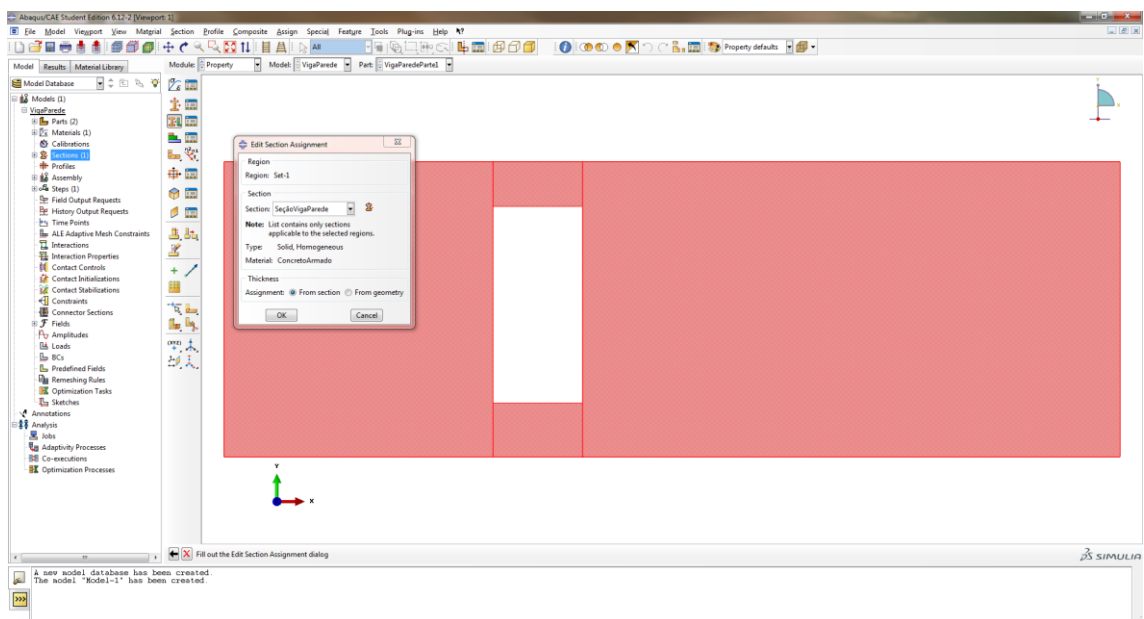 Abaqus/CAE Student Edition 6.12-2 [Viewport: 1]
File Model Viewport View Material Section Profile Composite Assign Special Feature Tools Plug-ins Help
All Property defaults
Model Results Material Library Module: Property Model: VigaParede Part: VigaParedeParte1
Model Database
Models (1)
VigaParede
Parts (2)
Materials (1)
Calibrations
Sections (1)
Profiles
Assembly
Steps (1)
Field Output Requests
History Output Requests
Time Points
ALE Adaptive Mesh Constraints
Interactions
Interaction Properties
Contact Controls
Contact Initializations
Contact Stabilizations
Constraints
Connector Sections
Fields
Amplitudes
Loads
BCs
Predefined Fields
Remeshing Rules
Optimization Tasks
Sketches
Annotations
Analysis
Jobs
Adaptivity Processes
Co-executions
Optimization Processes
Edit Section Assignment
Region
Region: Set-1
Section
Section: SeçãoVigaParede
Note: List contains only sections
applicable to the selected regions.
Type: Solid, Homogeneous
Material: ConcretoArmado
Thickness
Assignment: From section From geometry
OK Cancel
Y
X
Fill out the Edit Section Assignment dialog
SIMULIA
A new model database has been created.
The model "Model-1" has been created.
>>>